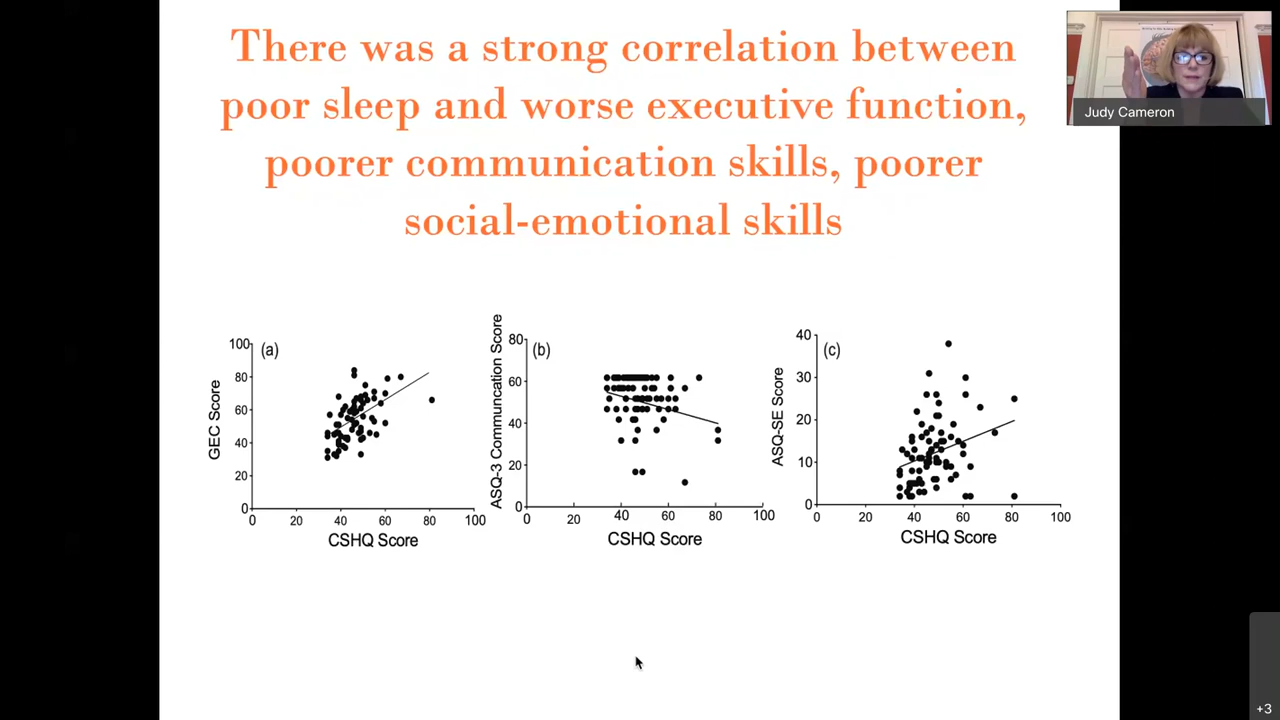 There was a strong correlation between
poor sleep and worse executive function,
poorer communication skills, poorer
social-emotional skills
Judy Cameron
(a)
GEC Score
100
80
60
40
20
0
0 20 40 60 80 100
CSHQ Score
(b)
ASQ-3 Communcation Score
80
60
40
20
0
0 20 40 60 80 100
CSHQ Score
(c)
ASQ-SE Score
40
30
20
10
0
0 20 40 60 80 100
CSHQ Score
+3